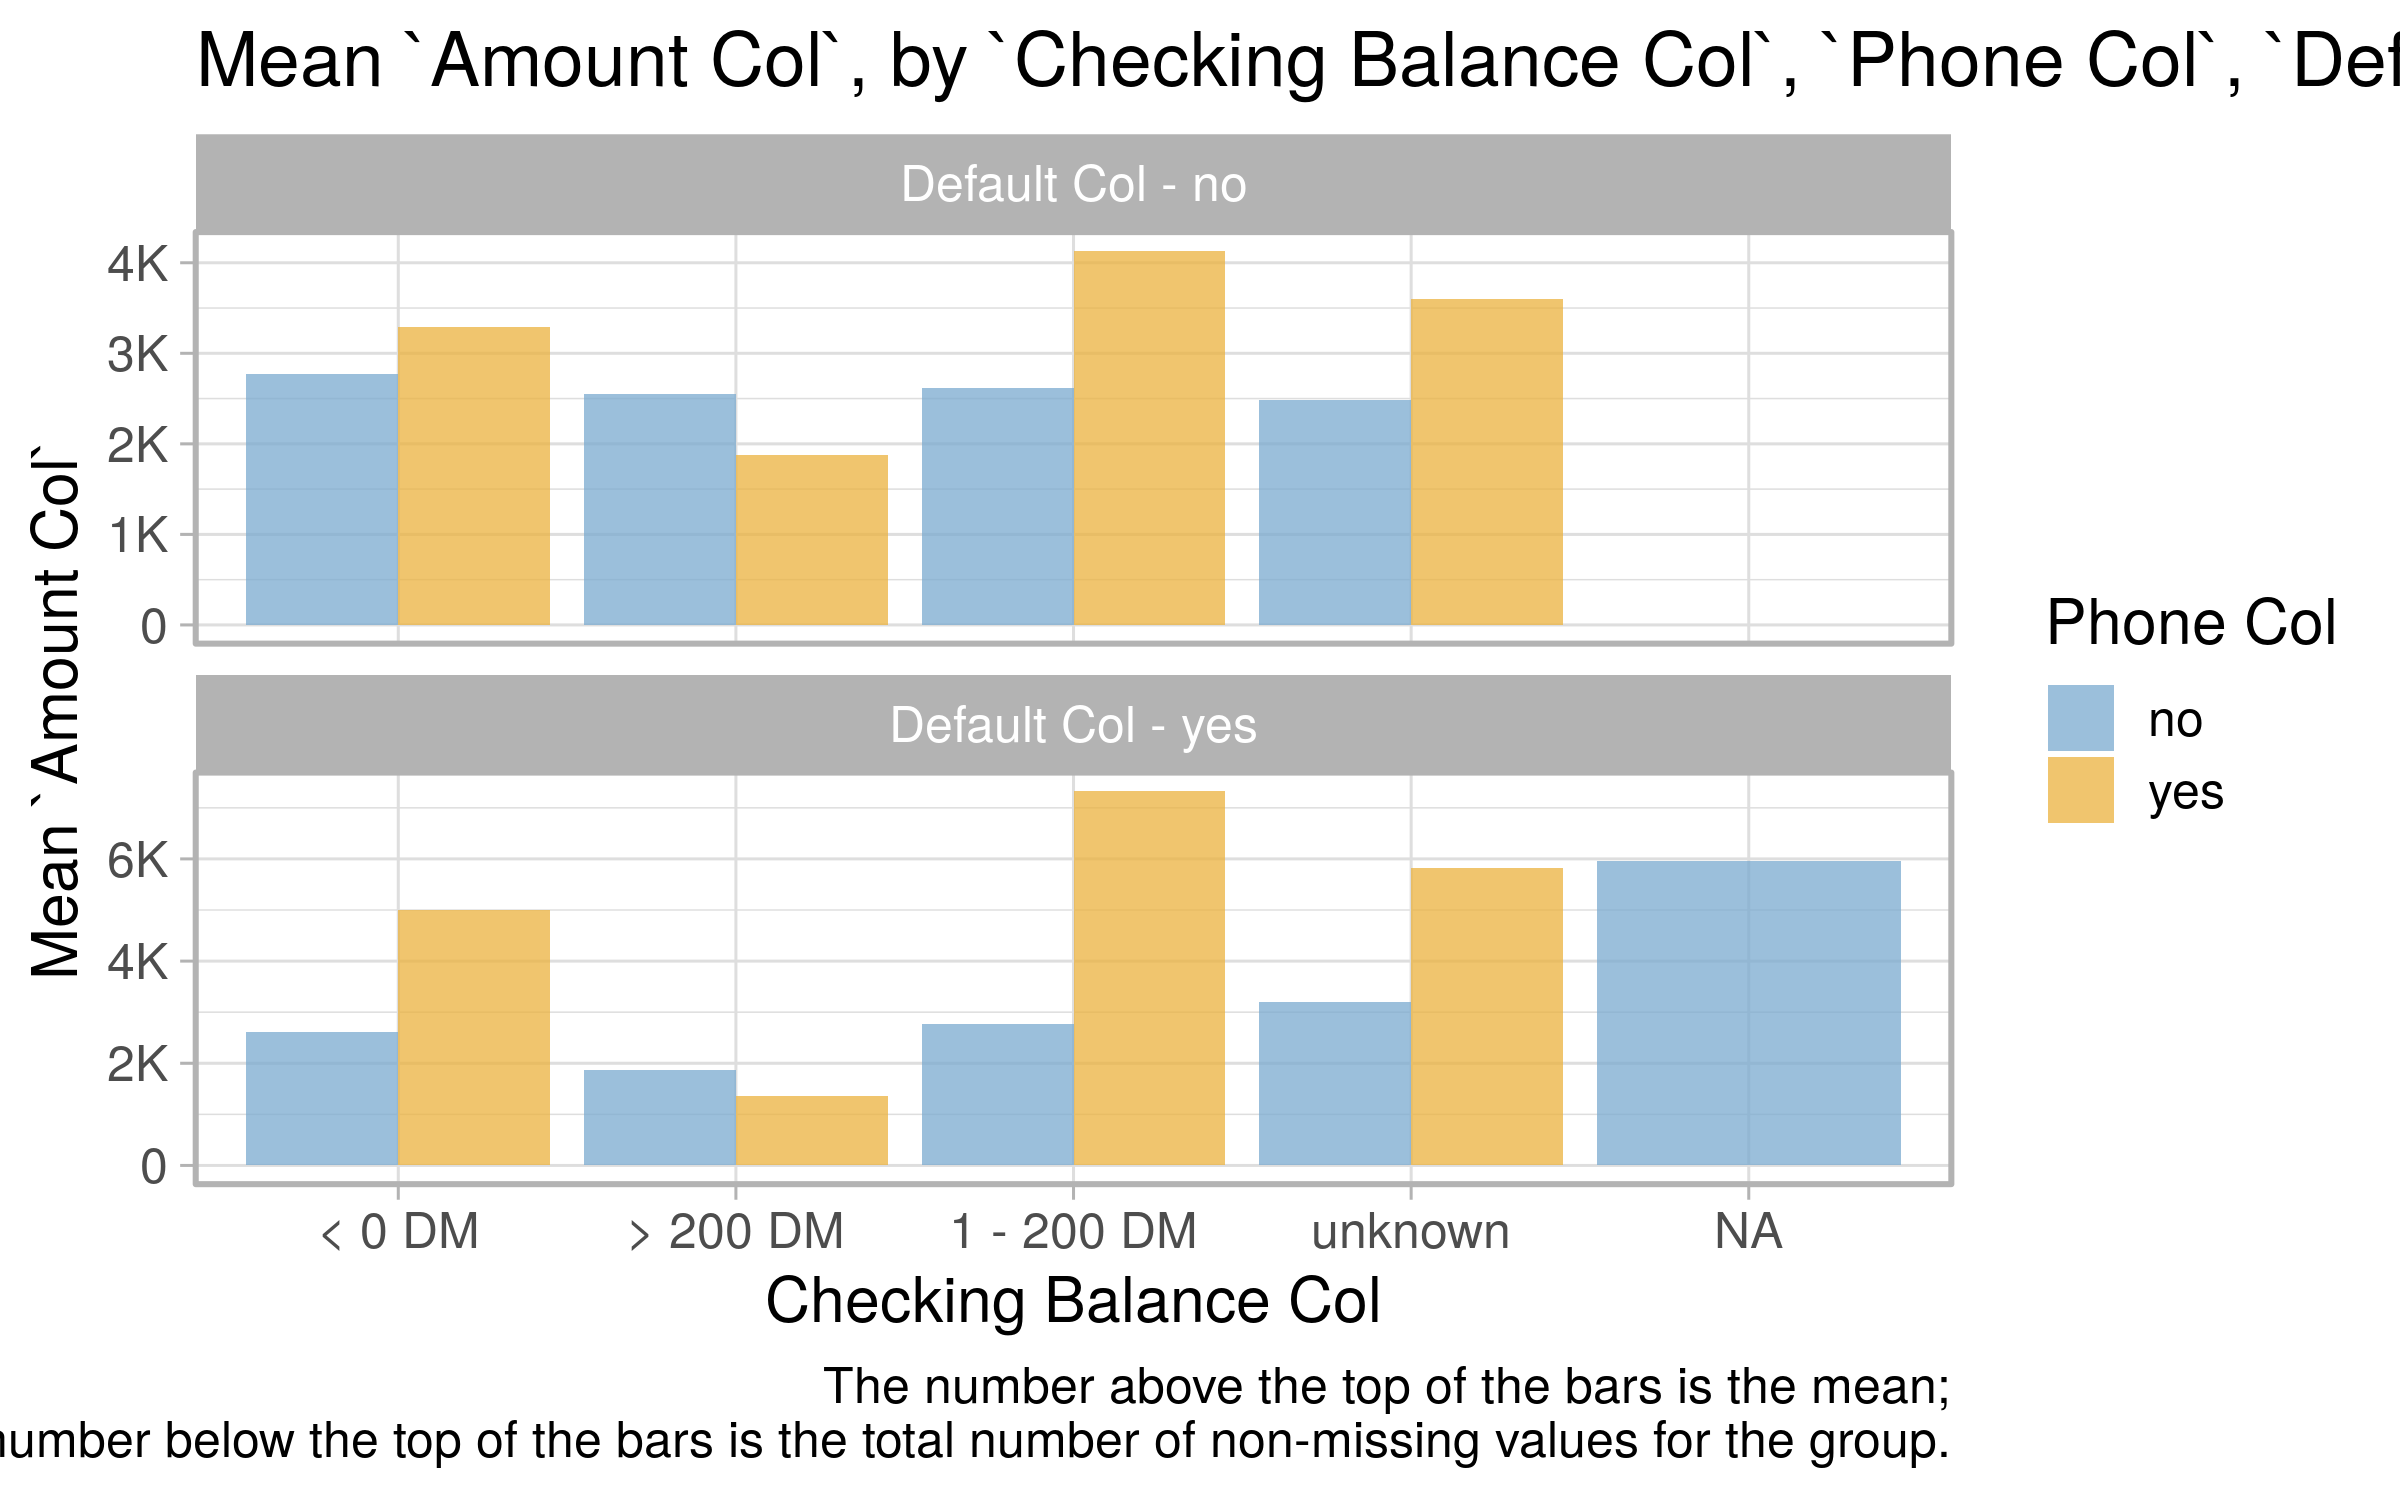 Mean `Amount Col`, by `Checking Balance Col`, `Phone Col`, `Def
Default Col - no
4K
3K
2K
1K
0
Mean `Amount Col`
Default Col - yes
6K
4K
2K
0
< 0 DM > 200 DM 1 - 200 DM unknown NA
Checking Balance Col
Phone Col
no
yes
The number above the top of the bars is the mean;
number below the top of the bars is the total number of non-missing values for the group.